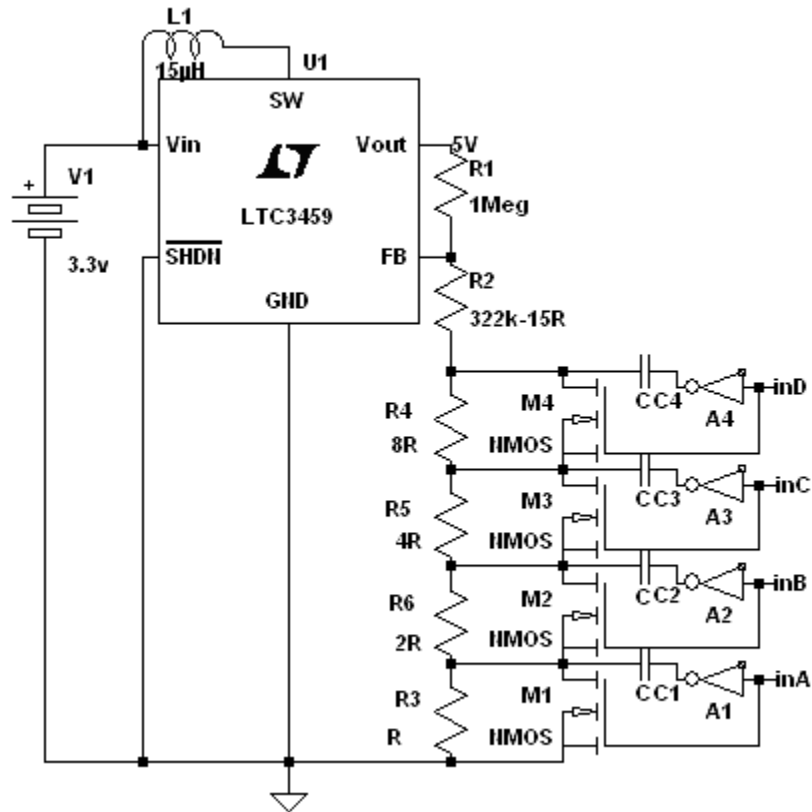 L1
15µH
U1
SW
Vin
Vout
5V
R1
1Meg
V1
+
LTC3459
3.3v
SHDN
FB
R2
GND
322k-15R
R4
8R
M4
NMOS
CC4
A4
inD
R5
4R
M3
NMOS
CC3
A3
inC
R6
2R
M2
NMOS
CC2
A2
inB
R3
R
M1
NMOS
CC1
A1
inA